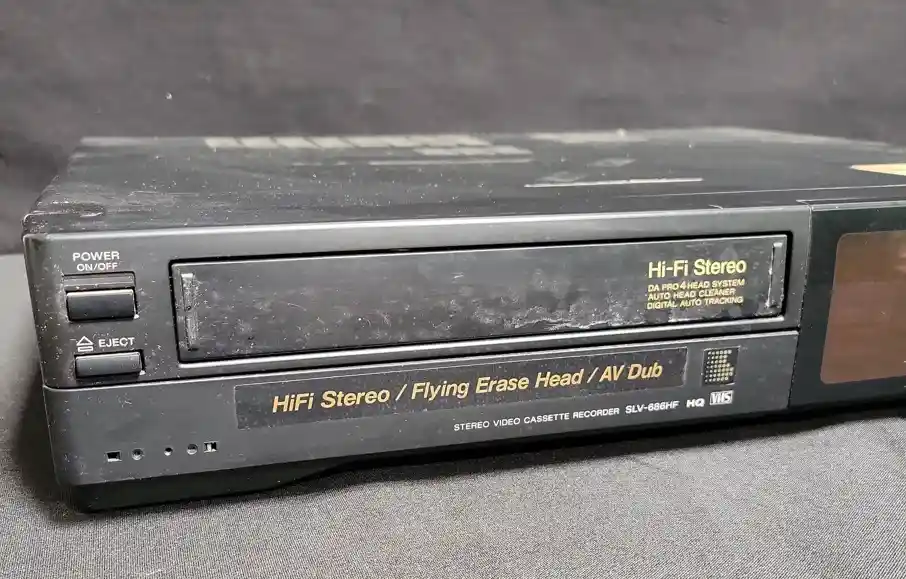 POWER
ON/OFF
EJECT
Hi-Fi Stereo
DA PRO 4 HEAD SYSTEM
AUTO HEAD CLEANER
DIGITAL AUTO TRACKING
HiFi Stereo / Flying Erase Head / AV Dub
STEREO VIDEO CASSETTE RECORDER SLV-686HF HQ VHS